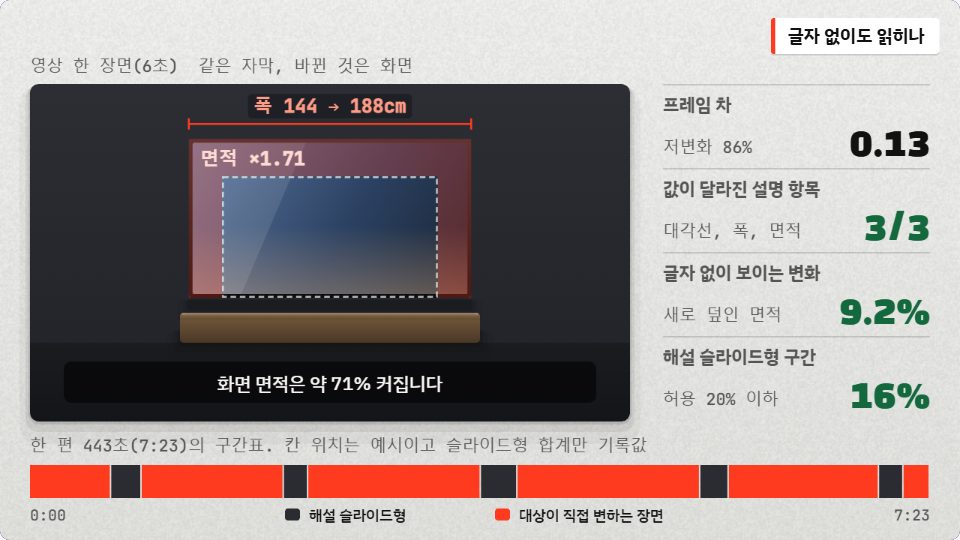 글자 없이도 읽히나
영상 한 장면(6초) 같은 자막, 바뀐 것은 화면
폭 144 → 188cm
면적 ×1.71
화면 면적은 약 71% 커집니다
프레임 차
저변화 86%
0.13
값이 달라진 설명 항목
대각선, 폭, 면적
3/3
글자 없이 보이는 변화
새로 덮인 면적
9.2%
해설 슬라이드형 구간
허용 20% 이하
16%
한 편 443초(7:23)의 구간표. 칸 위치는 예시이고 슬라이드형 합계만 기록값
0:00
해설 슬라이드형
대상이 직접 변하는 장면
7:23